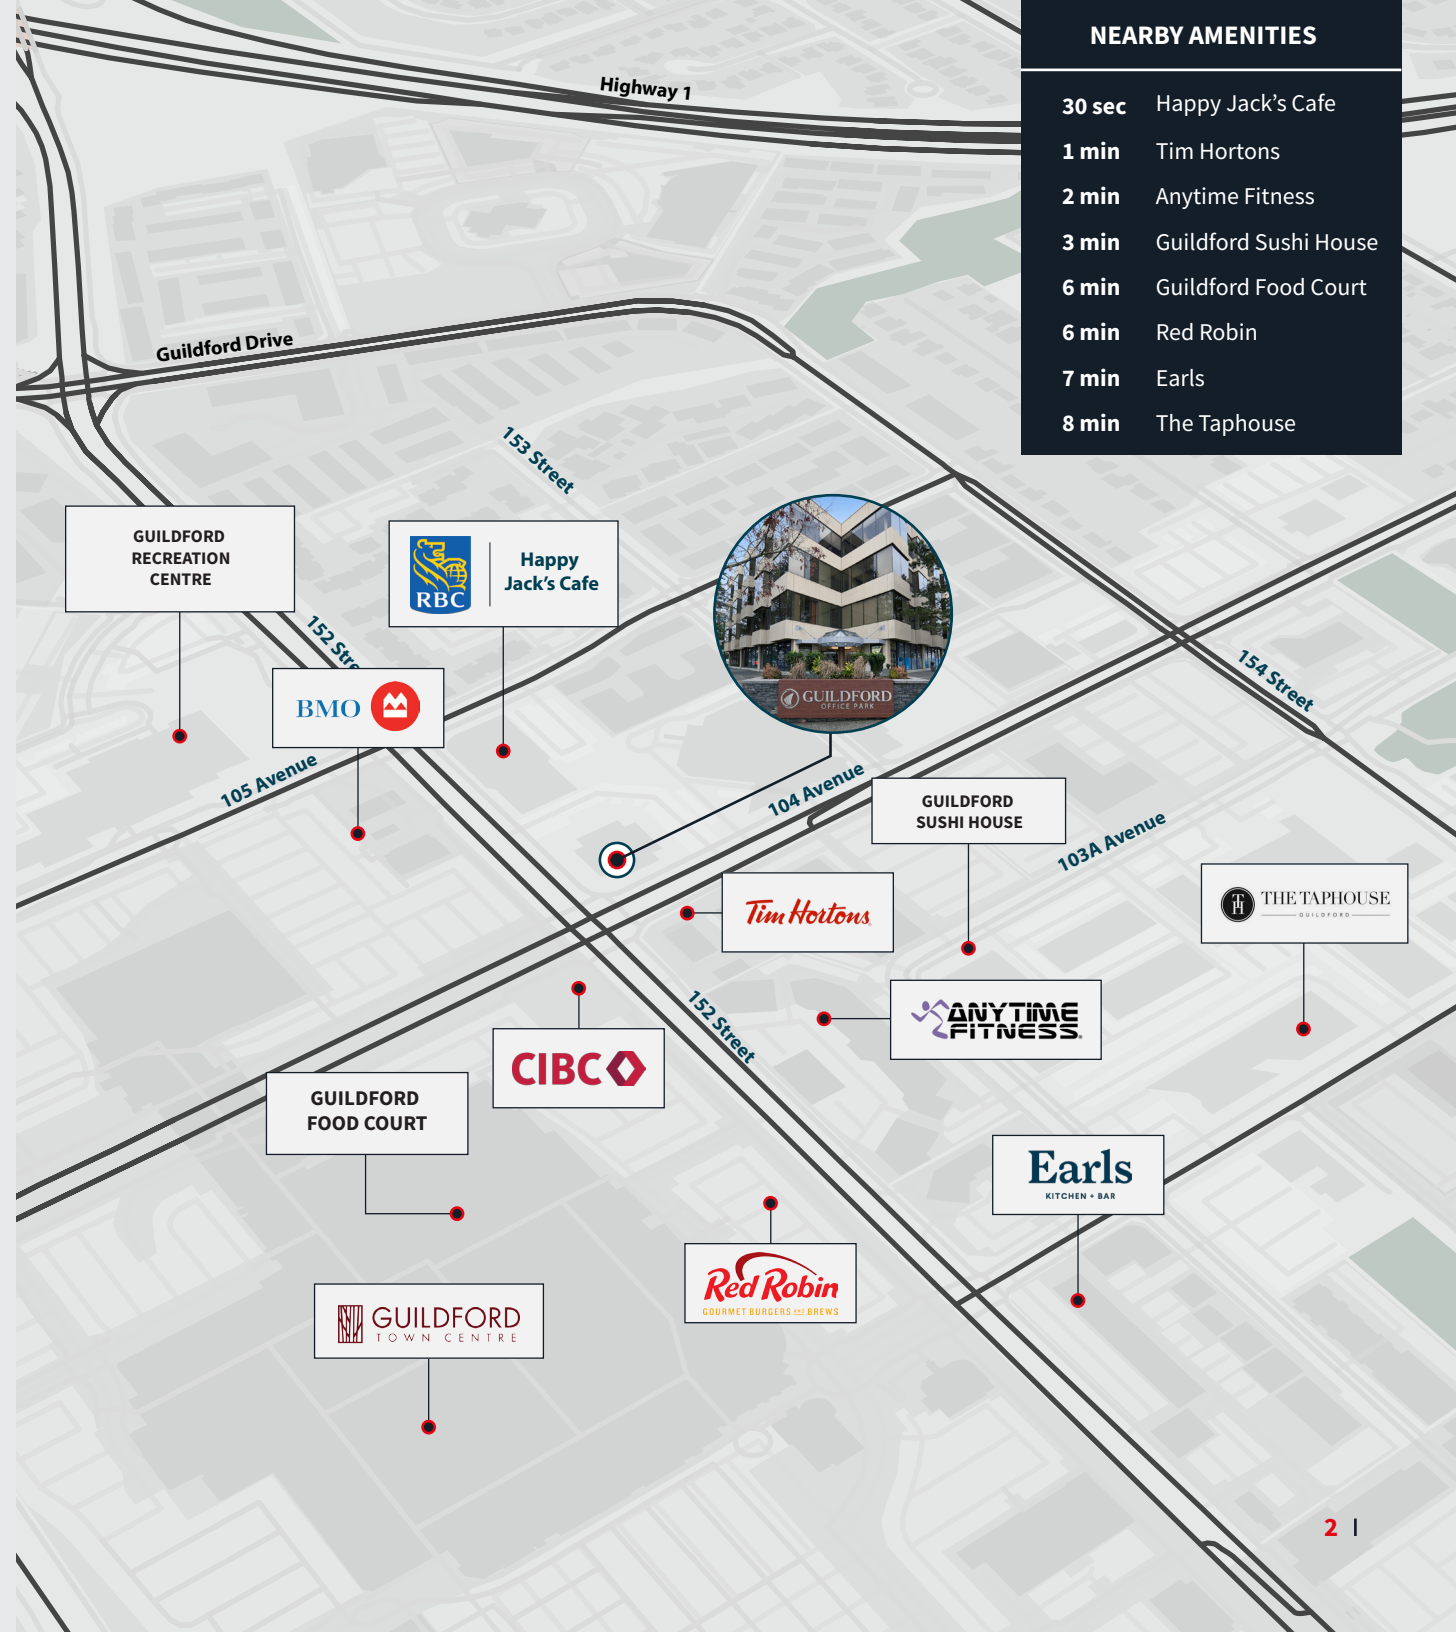 NEARBY AMENITIES
30 sec Happy Jack’s Cafe
1 min Tim Hortons
2 min Anytime Fitness
3 min Guildford Sushi House
6 min Guildford Food Court
6 min Red Robin
7 min Earls
8 min The Taphouse
Highway 1
Guildford Drive
153 Street
GUILDFORD
RECREATION
CENTRE
RBC
Happy
Jack’s Cafe
152 Stre
BMO
105 Avenue
GUILDFORD
OFFICE PARK
154 Street
104 Avenue
GUILDFORD
SUSHI HOUSE
103A Avenue
Tim Hortons
TH
THE TAPHOUSE
GUILDFORD
152 Street
ANYTIME
FITNESS
CIBC
GUILDFORD
FOOD COURT
Earls
KITCHEN + BAR
Red Robin
GOURMET BURGERS AND BREWS
GUILDFORD
TOWN CENTRE
2 |